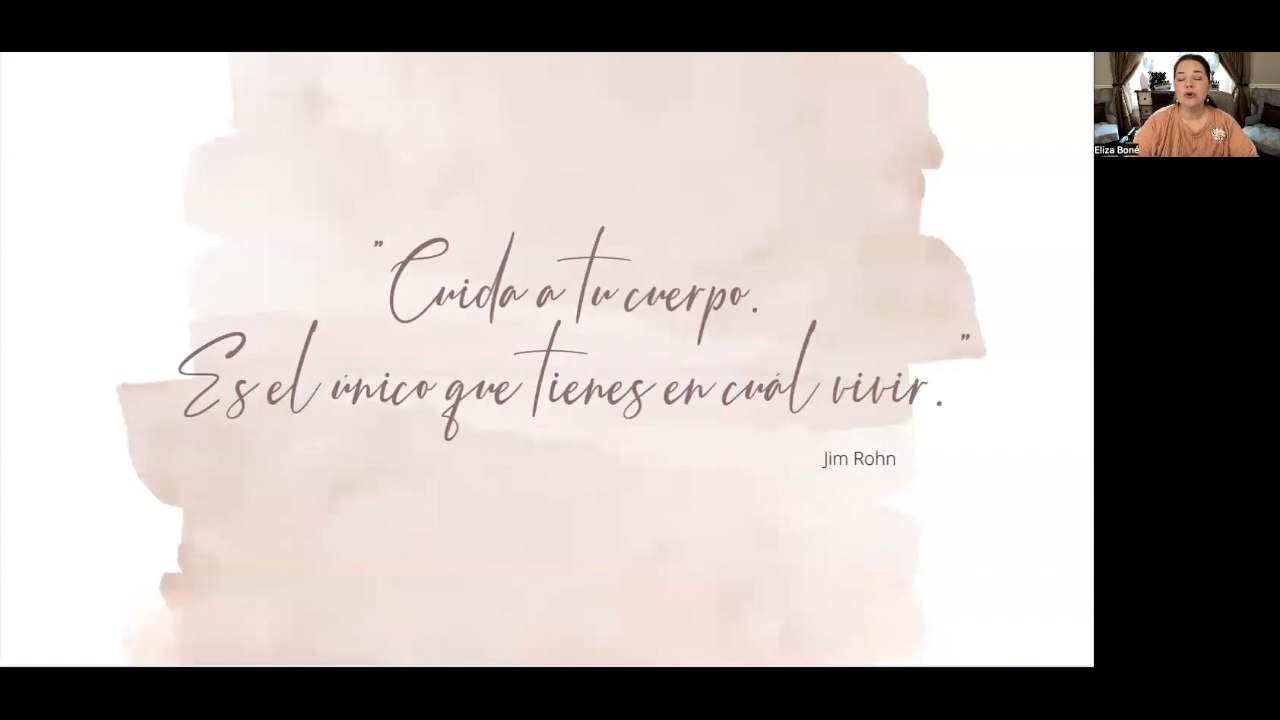 "Cuida a tu cuerpo.
Es el único que tienes en cuál vivir."
Jim Rohn
Eliza Boné